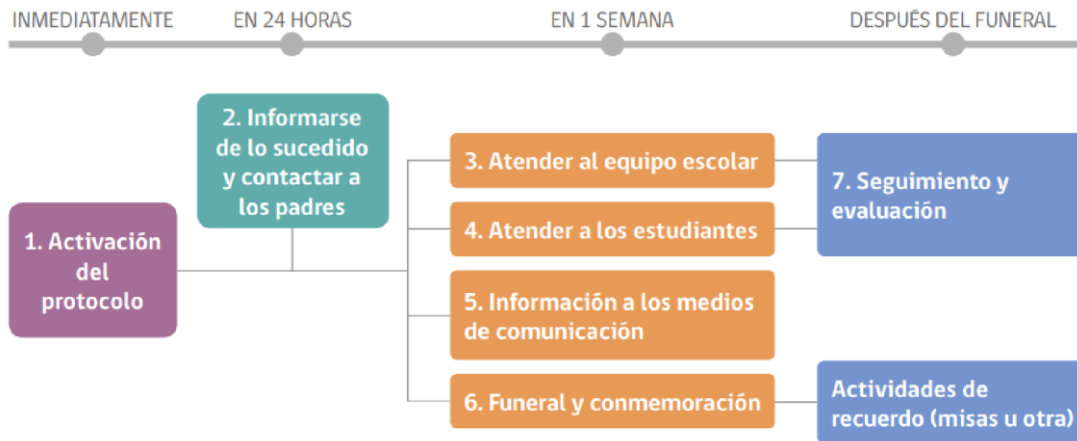 INMEDIATAMENTE
EN 24 HORAS
EN 1 SEMANA
DESPUÉS DEL FUNERAL
1. Activación
del
protocolo
2. Informarse
de lo sucedido
y contactar a
los padres
3. Atender al equipo escolar
4. Atender a los estudiantes
5. Información a los medios
de comunicación
6. Funeral y conmemoración
7. Seguimiento y
evaluación
Actividades de
recuerdo (misas u otra)